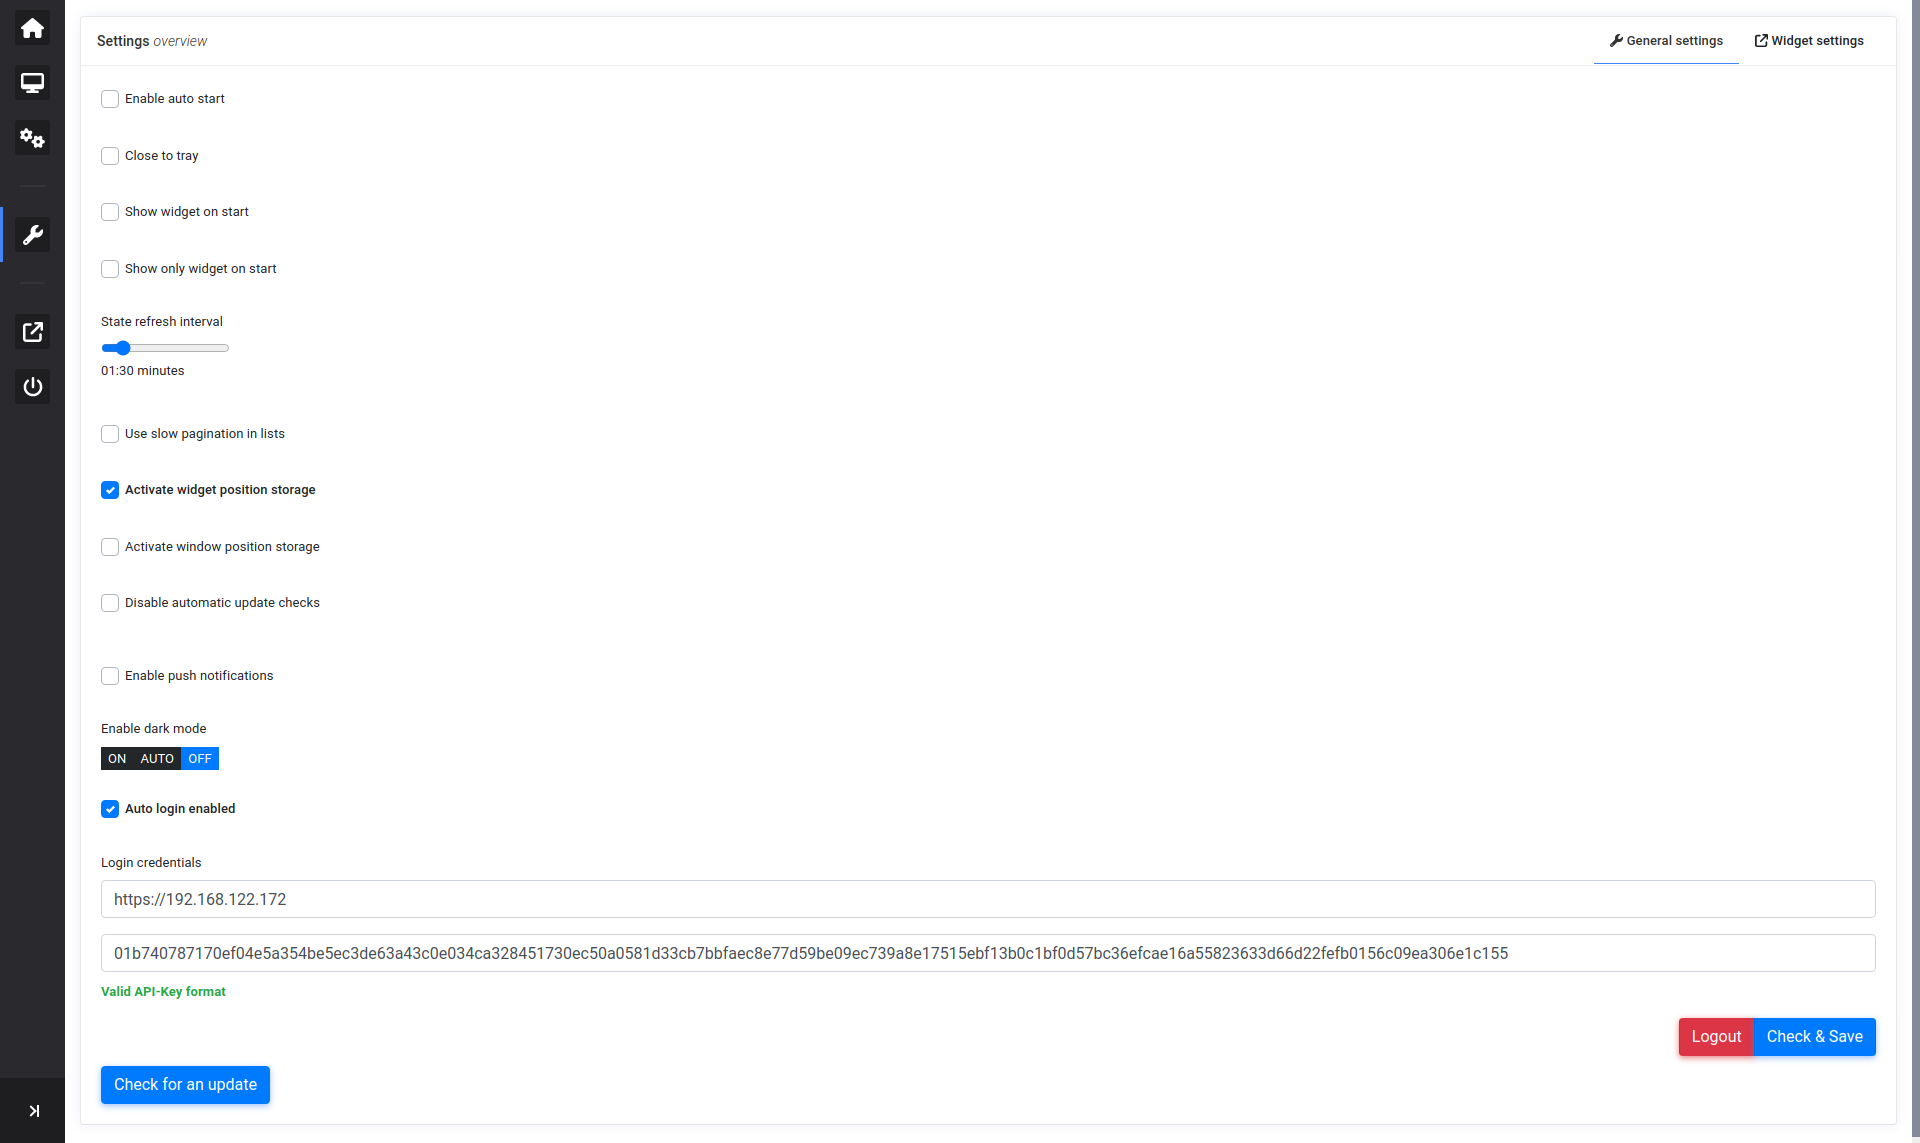 Settings overview
General settings
Widget settings
Enable auto start
Close to tray
Show widget on start
Show only widget on start
State refresh interval
01:30 minutes
Use slow pagination in lists
Activate widget position storage
Activate window position storage
Disable automatic update checks
Enable push notifications
Enable dark mode
ON AUTO OFF
Auto login enabled
Login credentials
https://192.168.122.172
01b740787170ef04e5a354be5ec3de63a43c0e034ca328451730ec50a0581d33cb7bbfaec8e77d59be09ec739a8e17515ebf13b0c1bf0d57bc36efcae16a55823633d66d22fefb0156c09ea306e1c155
Valid API-Key format
Logout
Check & Save
Check for an update